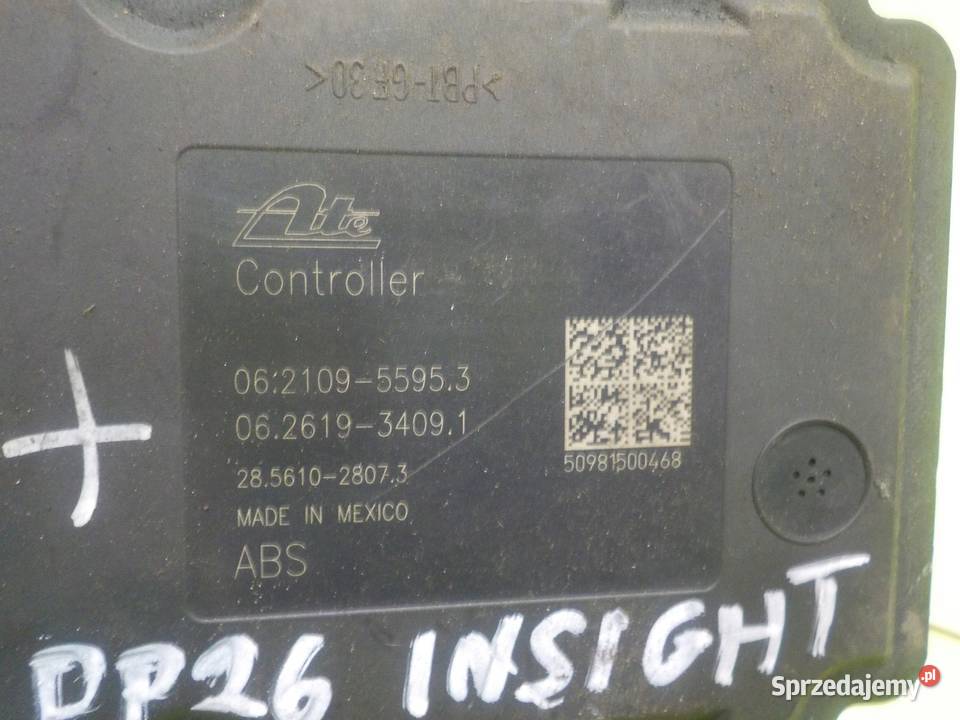 >PBT-GF30<
Ate
Controller
06.2109-5595.3
06.2619-3409.1
28.5610-2807.3
50981500468
MADE IN MEXICO
ABS
DP26 INSIGHT
Sprzedajemy.pl